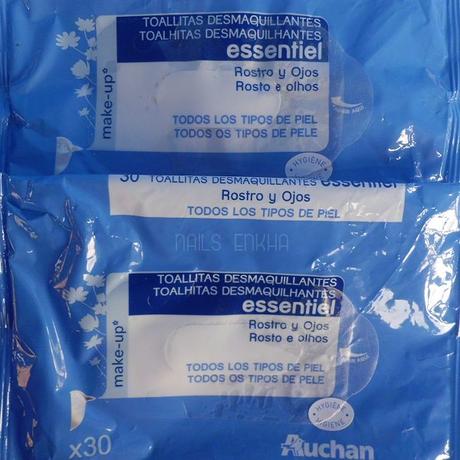 TOALLITAS DESMAQUILLANTES
TOALHITAS DESMAQUILHANTES
essentiel
Rostro y Ojos
Rosto e olhos
make-up*
TODOS LOS TIPOS DE PIEL
TODOS OS TIPOS DE PELE
HYGIÈNE
30 TOALLITAS DESMAQUILLANTES essentiel
Rostro y Ojos
TODOS LOS TIPOS DE PIEL
NAILS ENKHA
TOALLITAS DESMAQUILLANTES
TOALHITAS DESMAQUILHANTES
essentiel
Rostro y Ojos
Rosto e olhos
make-up*
TODOS LOS TIPOS DE PIEL
TODOS OS TIPOS DE PELE
HYGIÈNE
HIGIENE
x30
Auchan